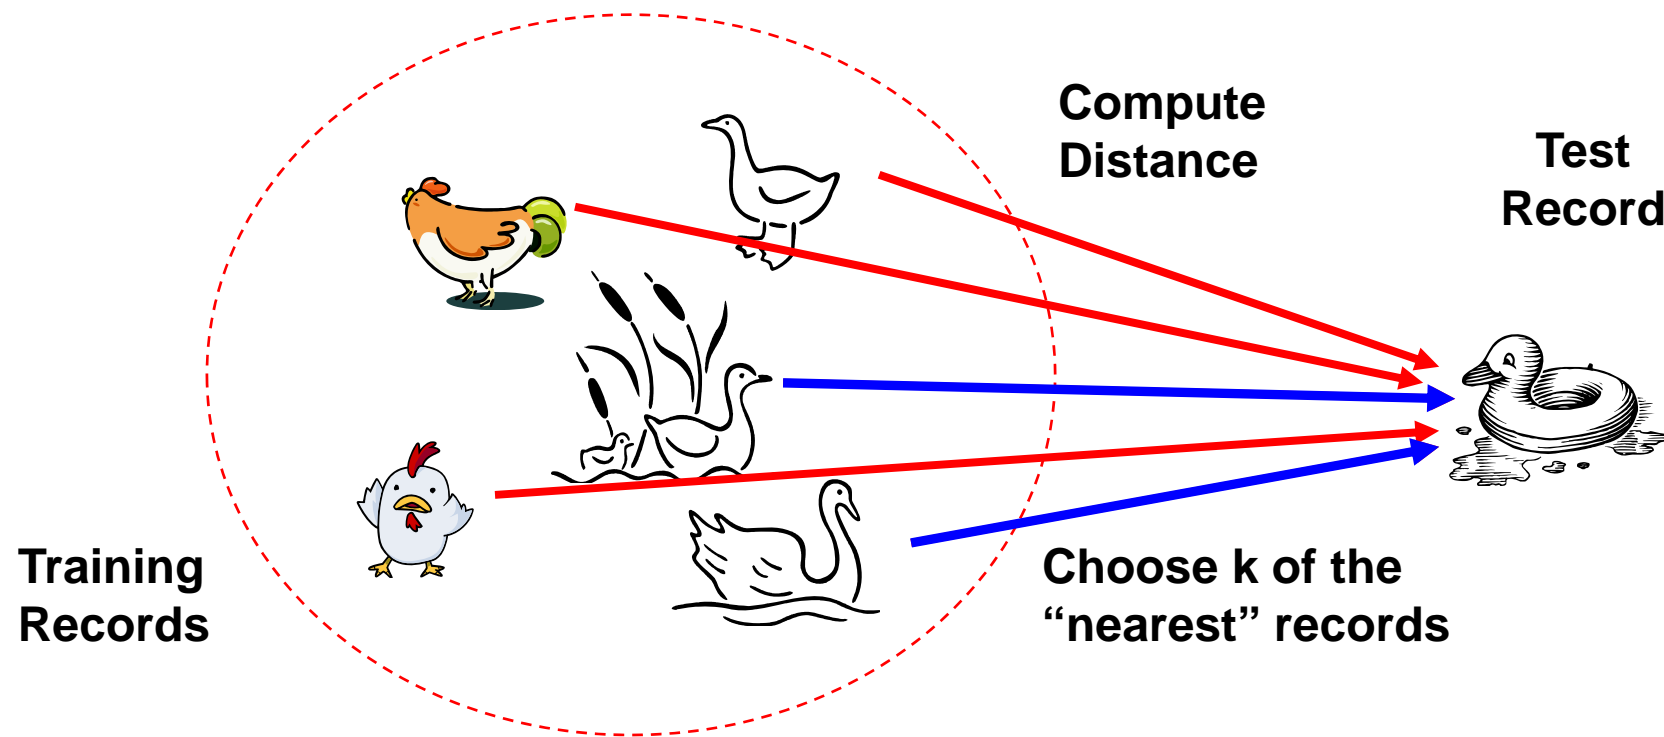 Compute
Distance
Test
Record
Training
Records
Choose k of the
“nearest” records